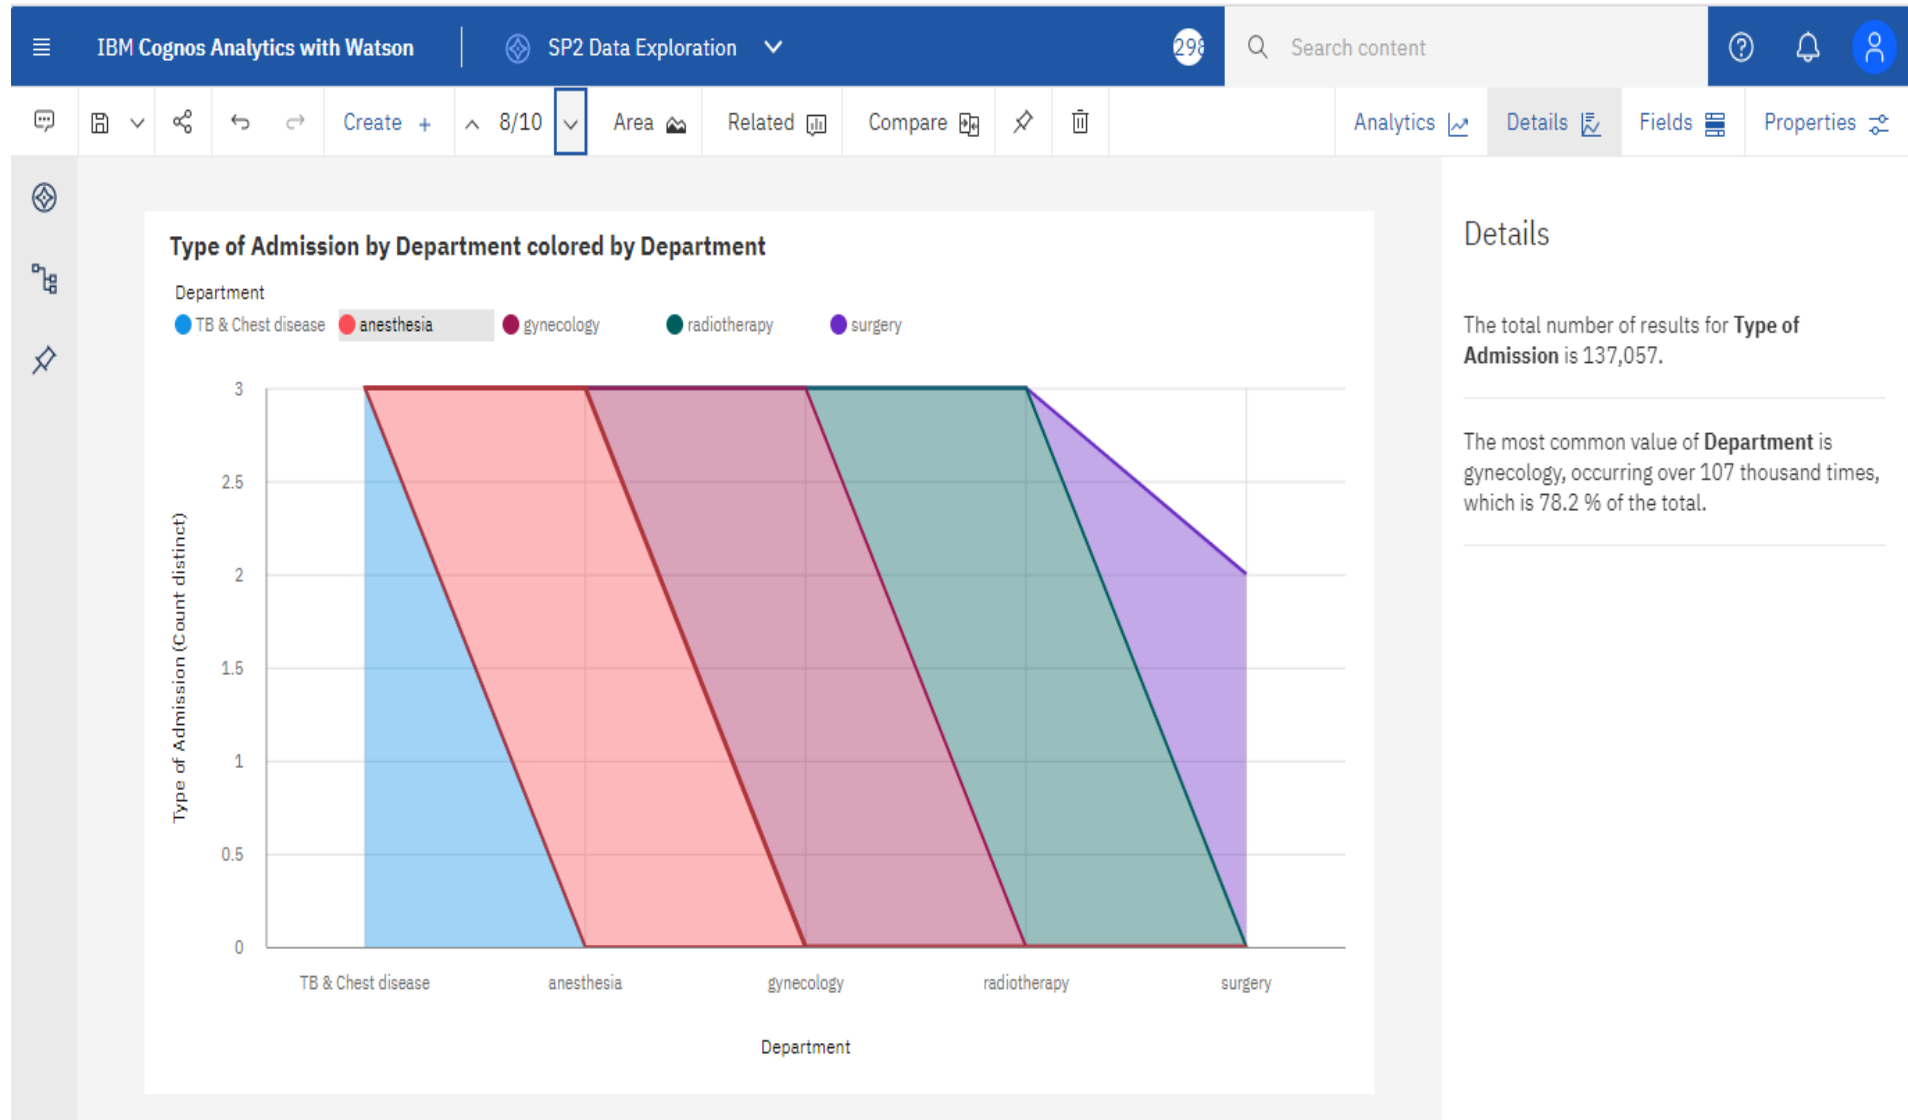 IBM Cognos Analytics with Watson
SP2 Data Exploration
298
Search content
Create +
8/10
Area
Related
Compare
Analytics
Details
Fields
Properties
Type of Admission by Department colored by Department
Department
TB & Chest disease
anesthesia
gynecology
radiotherapy
surgery
3
2.5
2
1.5
1
0.5
0
Type of Admission (Count distinct)
TB & Chest disease
anesthesia
gynecology
radiotherapy
surgery
Department
Details
The total number of results for Type of
Admission is 137,057.
The most common value of Department is
gynecology, occurring over 107 thousand times,
which is 78.2 % of the total.